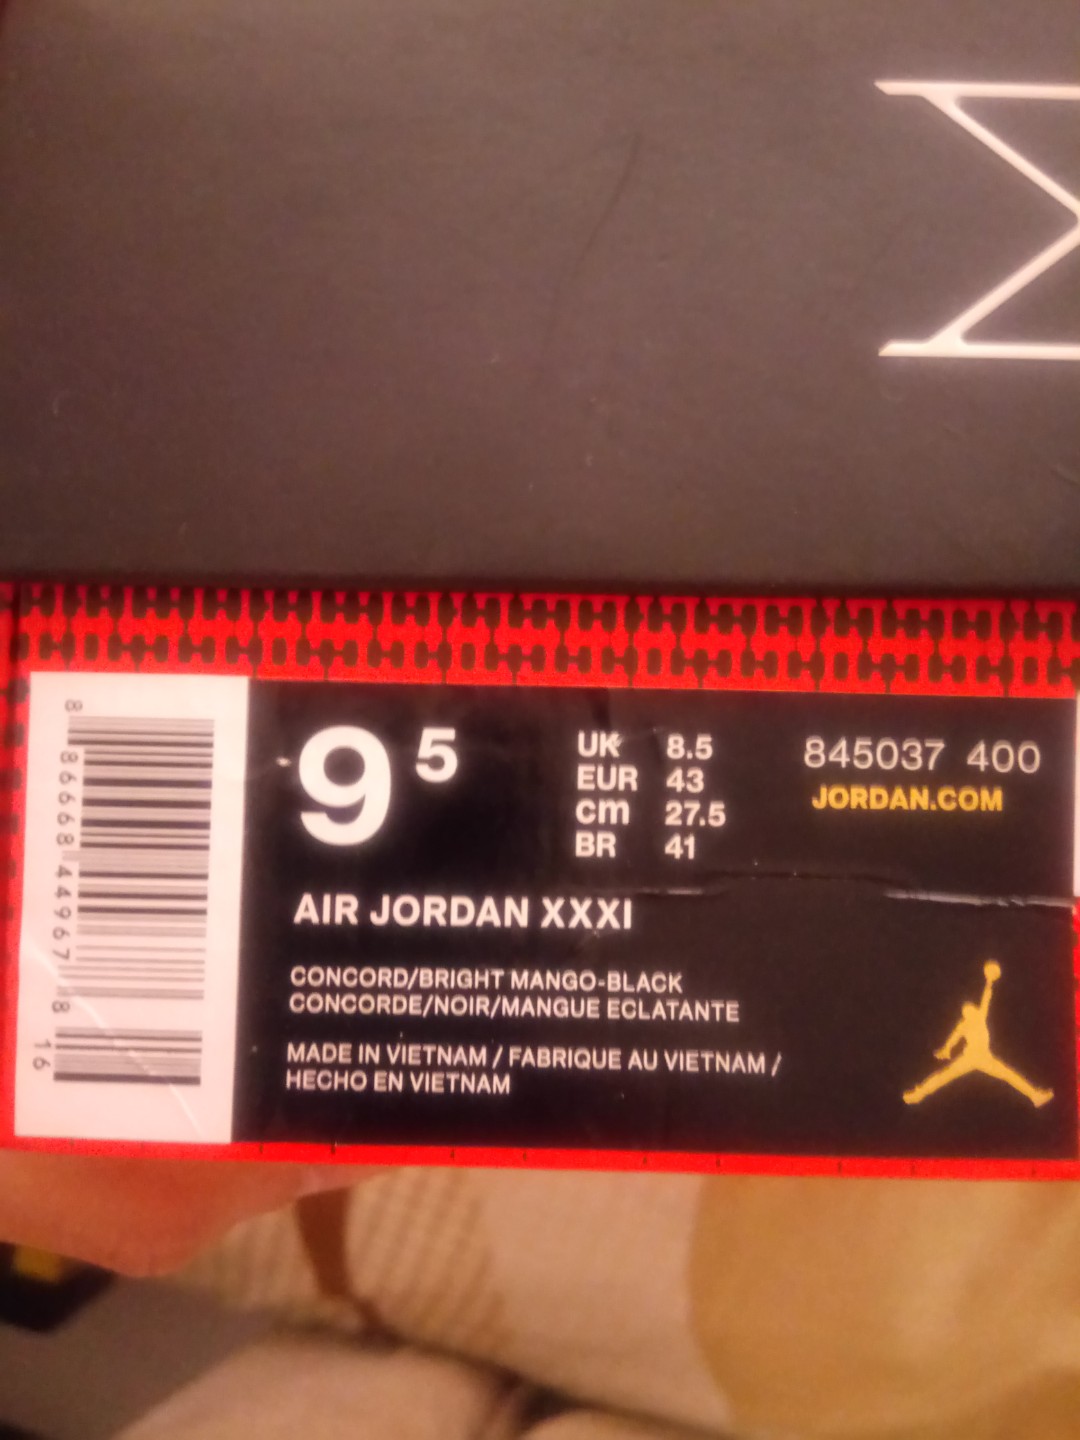 X
9 5
UK 8.5
EUR 43
cm 27.5
BR 41
845037 400
JORDAN.COM
AIR JORDAN XXXI
CONCORD/BRIGHT MANGO-BLACK
CONCORDE/NOIR/MANGUE ECLATANTE
MADE IN VIETNAM / FABRIQUE AU VIETNAM /
HECHO EN VIETNAM
8 86668 44967 8
16